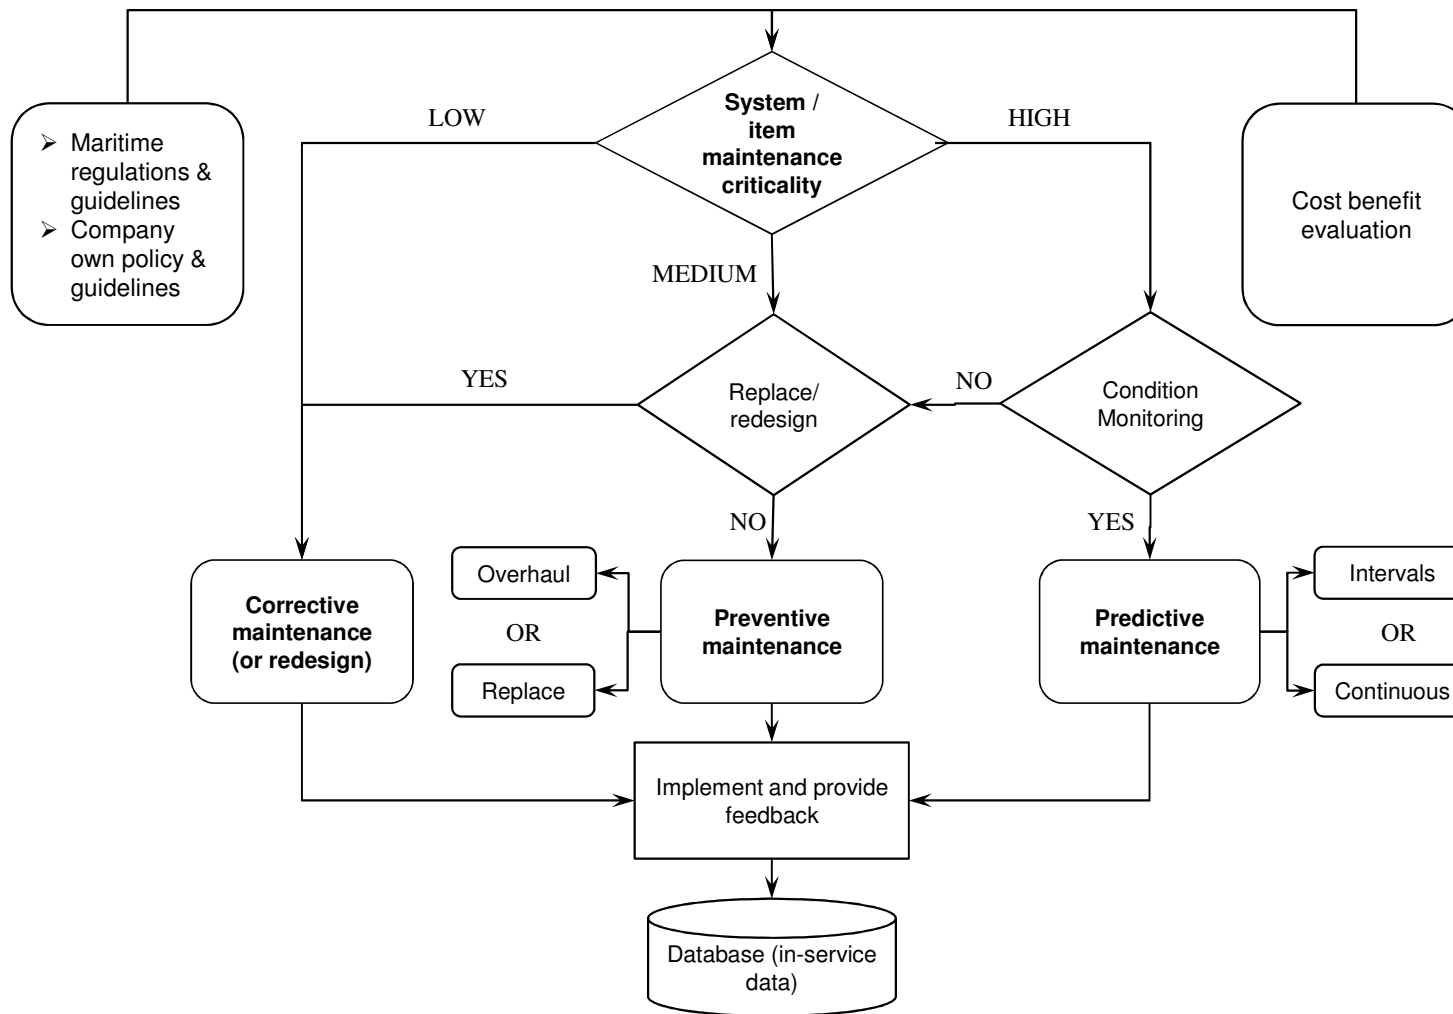 LOW
System /
item
maintenance
criticality
HIGH
➢ Maritime
regulations &
guidelines
➢ Company
own policy &
guidelines
Cost benefit
evaluation
MEDIUM
YES
Replace/
redesign
NO
Condition
Monitoring
NO
YES
Corrective
maintenance
(or redesign)
Overhaul
OR
Replace
Preventive
maintenance
Predictive
maintenance
Intervals
OR
Continuous
Implement and provide
feedback
Database (in-service
data)